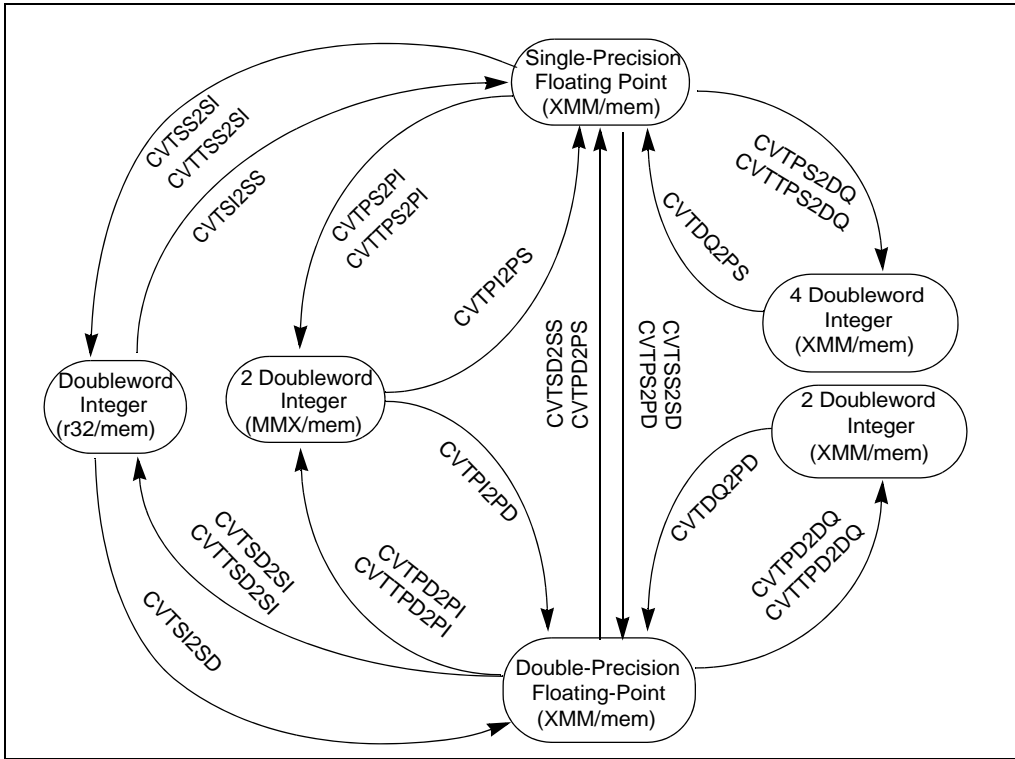 Single-Precision
Floating Point
(XMM/mem)
CVTSS2SI
CVTTSS2SI
CVTSI2SS
CVTPS2PI
CVTTPS2PI
CVTPI2PS
CVTPS2DQ
CVTTPS2DQ
CVTDQ2PS
4 Doubleword
Integer
(XMM/mem)
Doubleword
Integer
(r32/mem)
2 Doubleword
Integer
(MMX/mem)
CVTSD2SS
CVTPD2PS
CVTSS2SD
CVTPS2PD
2 Doubleword
Integer
(XMM/mem)
CVTPI2PD
CVTDQ2PD
CVTSD2SI
CVTTSD2SI
CVTPD2PI
CVTTPD2PI
CVTPD2DQ
CVTTPD2DQ
CVTSI2SD
Double-Precision
Floating-Point
(XMM/mem)